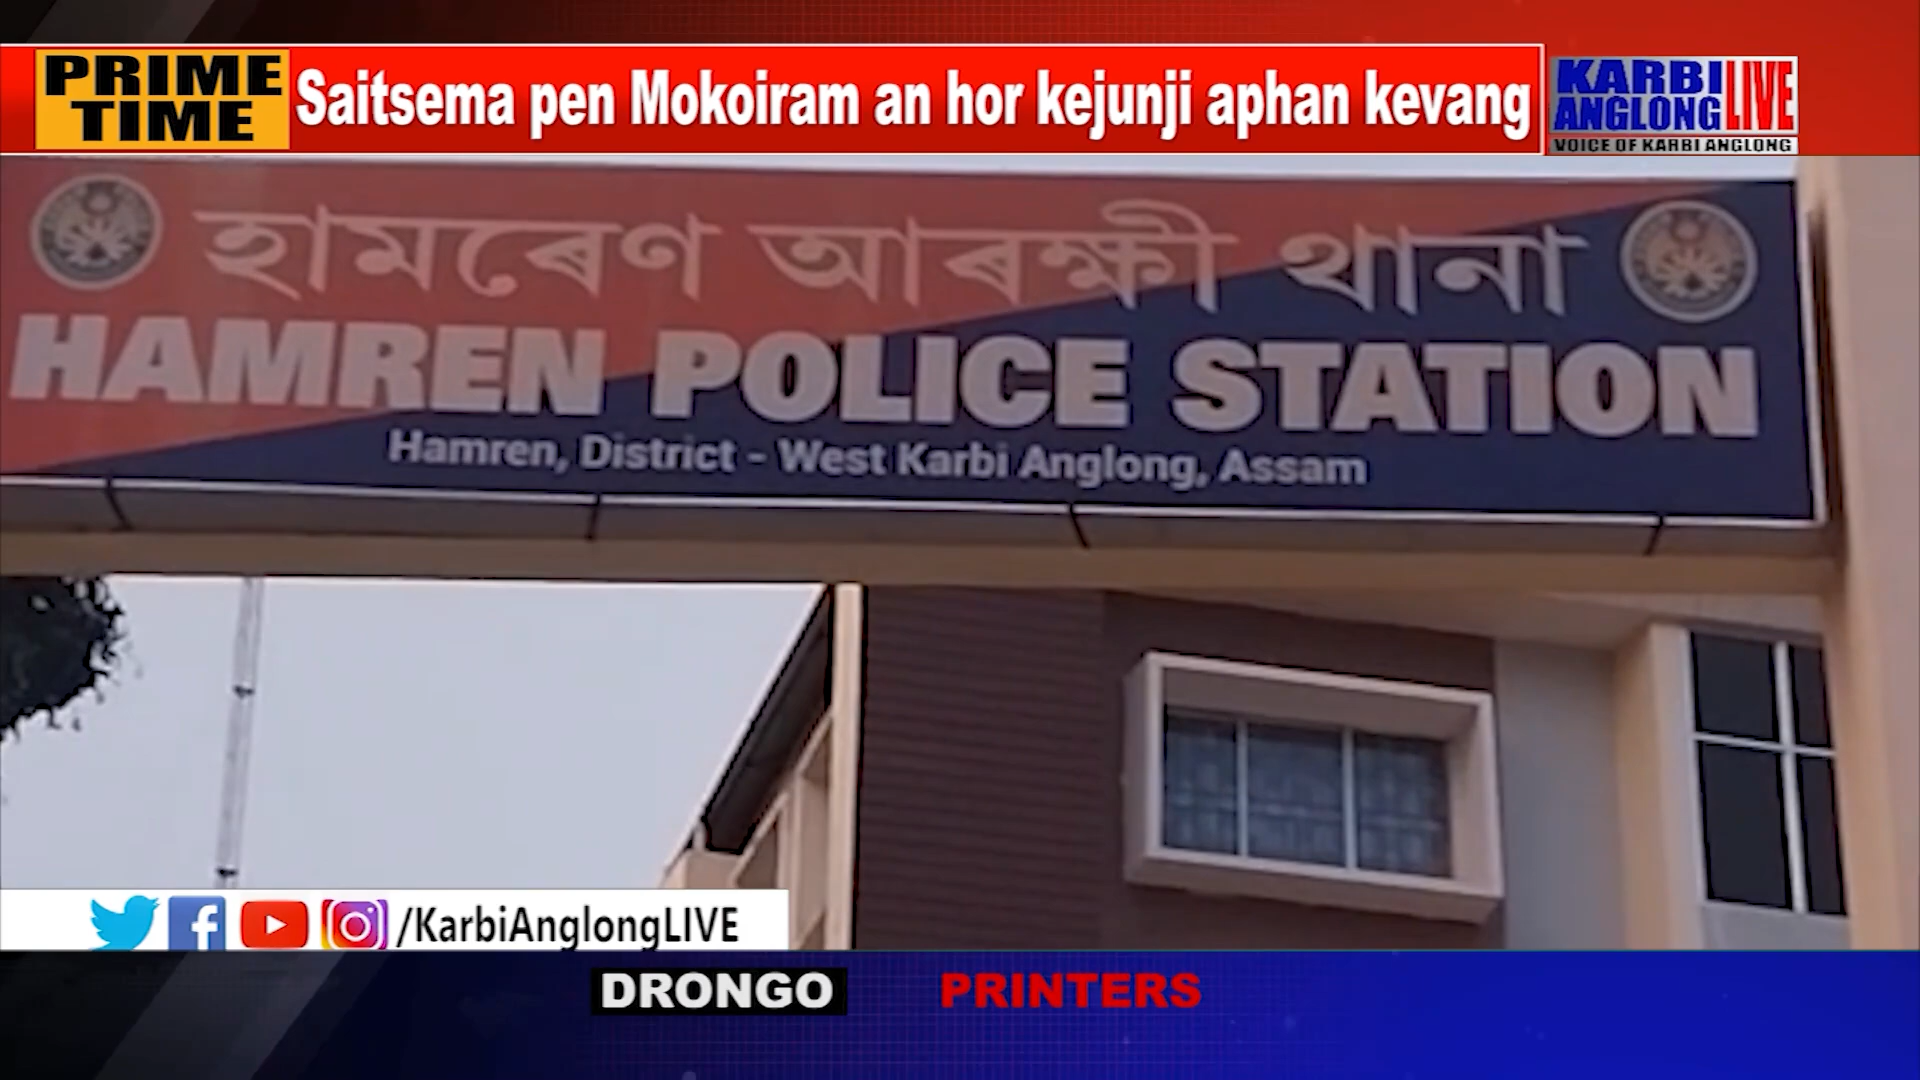 PRIME
TIME
Saitsema pen Mokoiram an hor kejunji aphan kevang
KARBI
ANGLONG
LIVE
VOICE OF KARBI ANGLONG
হামৰেণ আৰক্ষী থানা
HAMREN POLICE STATION
Hamren, District - West Karbi Anglong, Assam
/KarbiAnglongLIVE
DRONGO PRINTERS